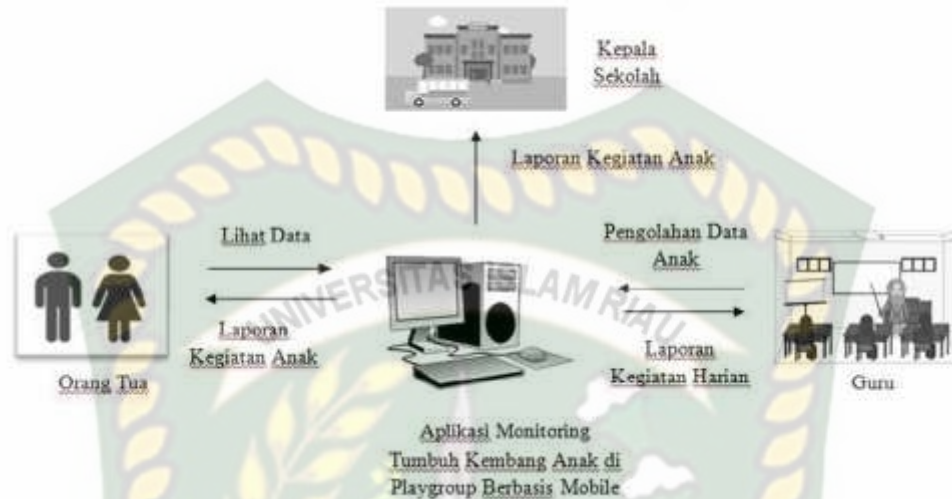 Kepala
Sekolah
Laporan Kegiatan Anak
Lihat Data
Pengolahan Data
Anak
UNIVERSITAS ISLAM RIAU
Laporan
Kegiatan Anak
Laporan
Kegiatan Harian
Orang Tua
Guru
Aplikasi Monitoring
Tumbuh Kembang Anak di
Playgroup Berbasis Mobile